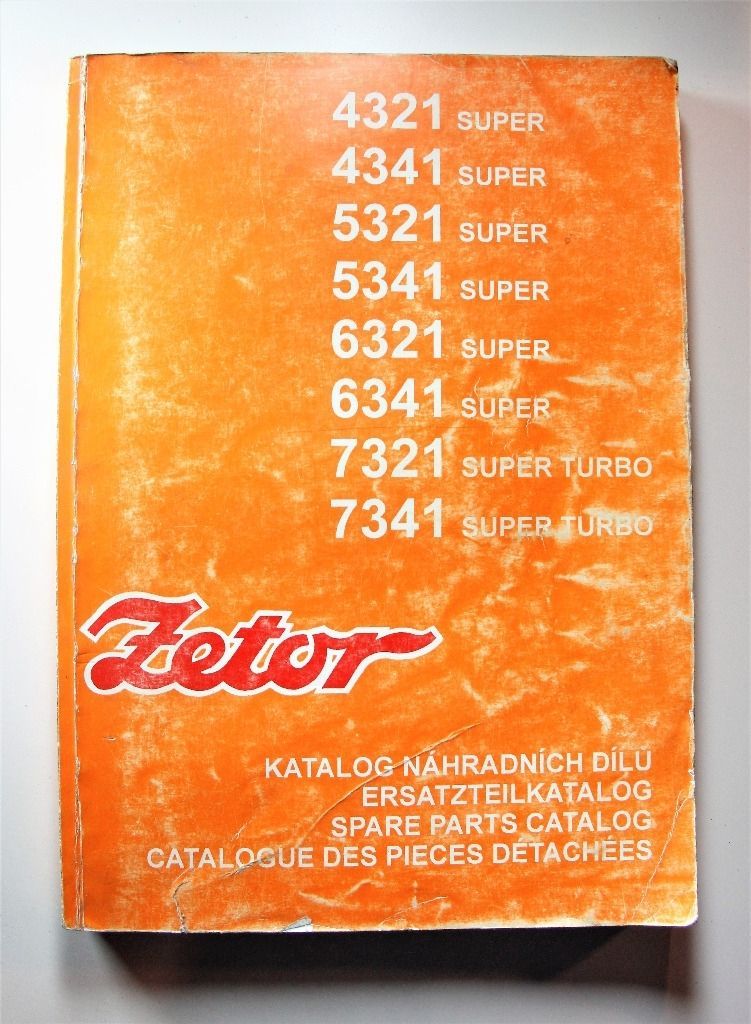 4321 SUPER
4341 SUPER
5321 SUPER
5341 SUPER
6321 SUPER
6341 SUPER
7321 SUPER TURBO
7341 SUPER TURBO
Zetor
KATALOG NÁHRADNÍCH DÍLŮ
ERSATZTEILKATALOG
SPARE PARTS CATALOG
CATALOGUE DES PIECES DÉTACHÉES